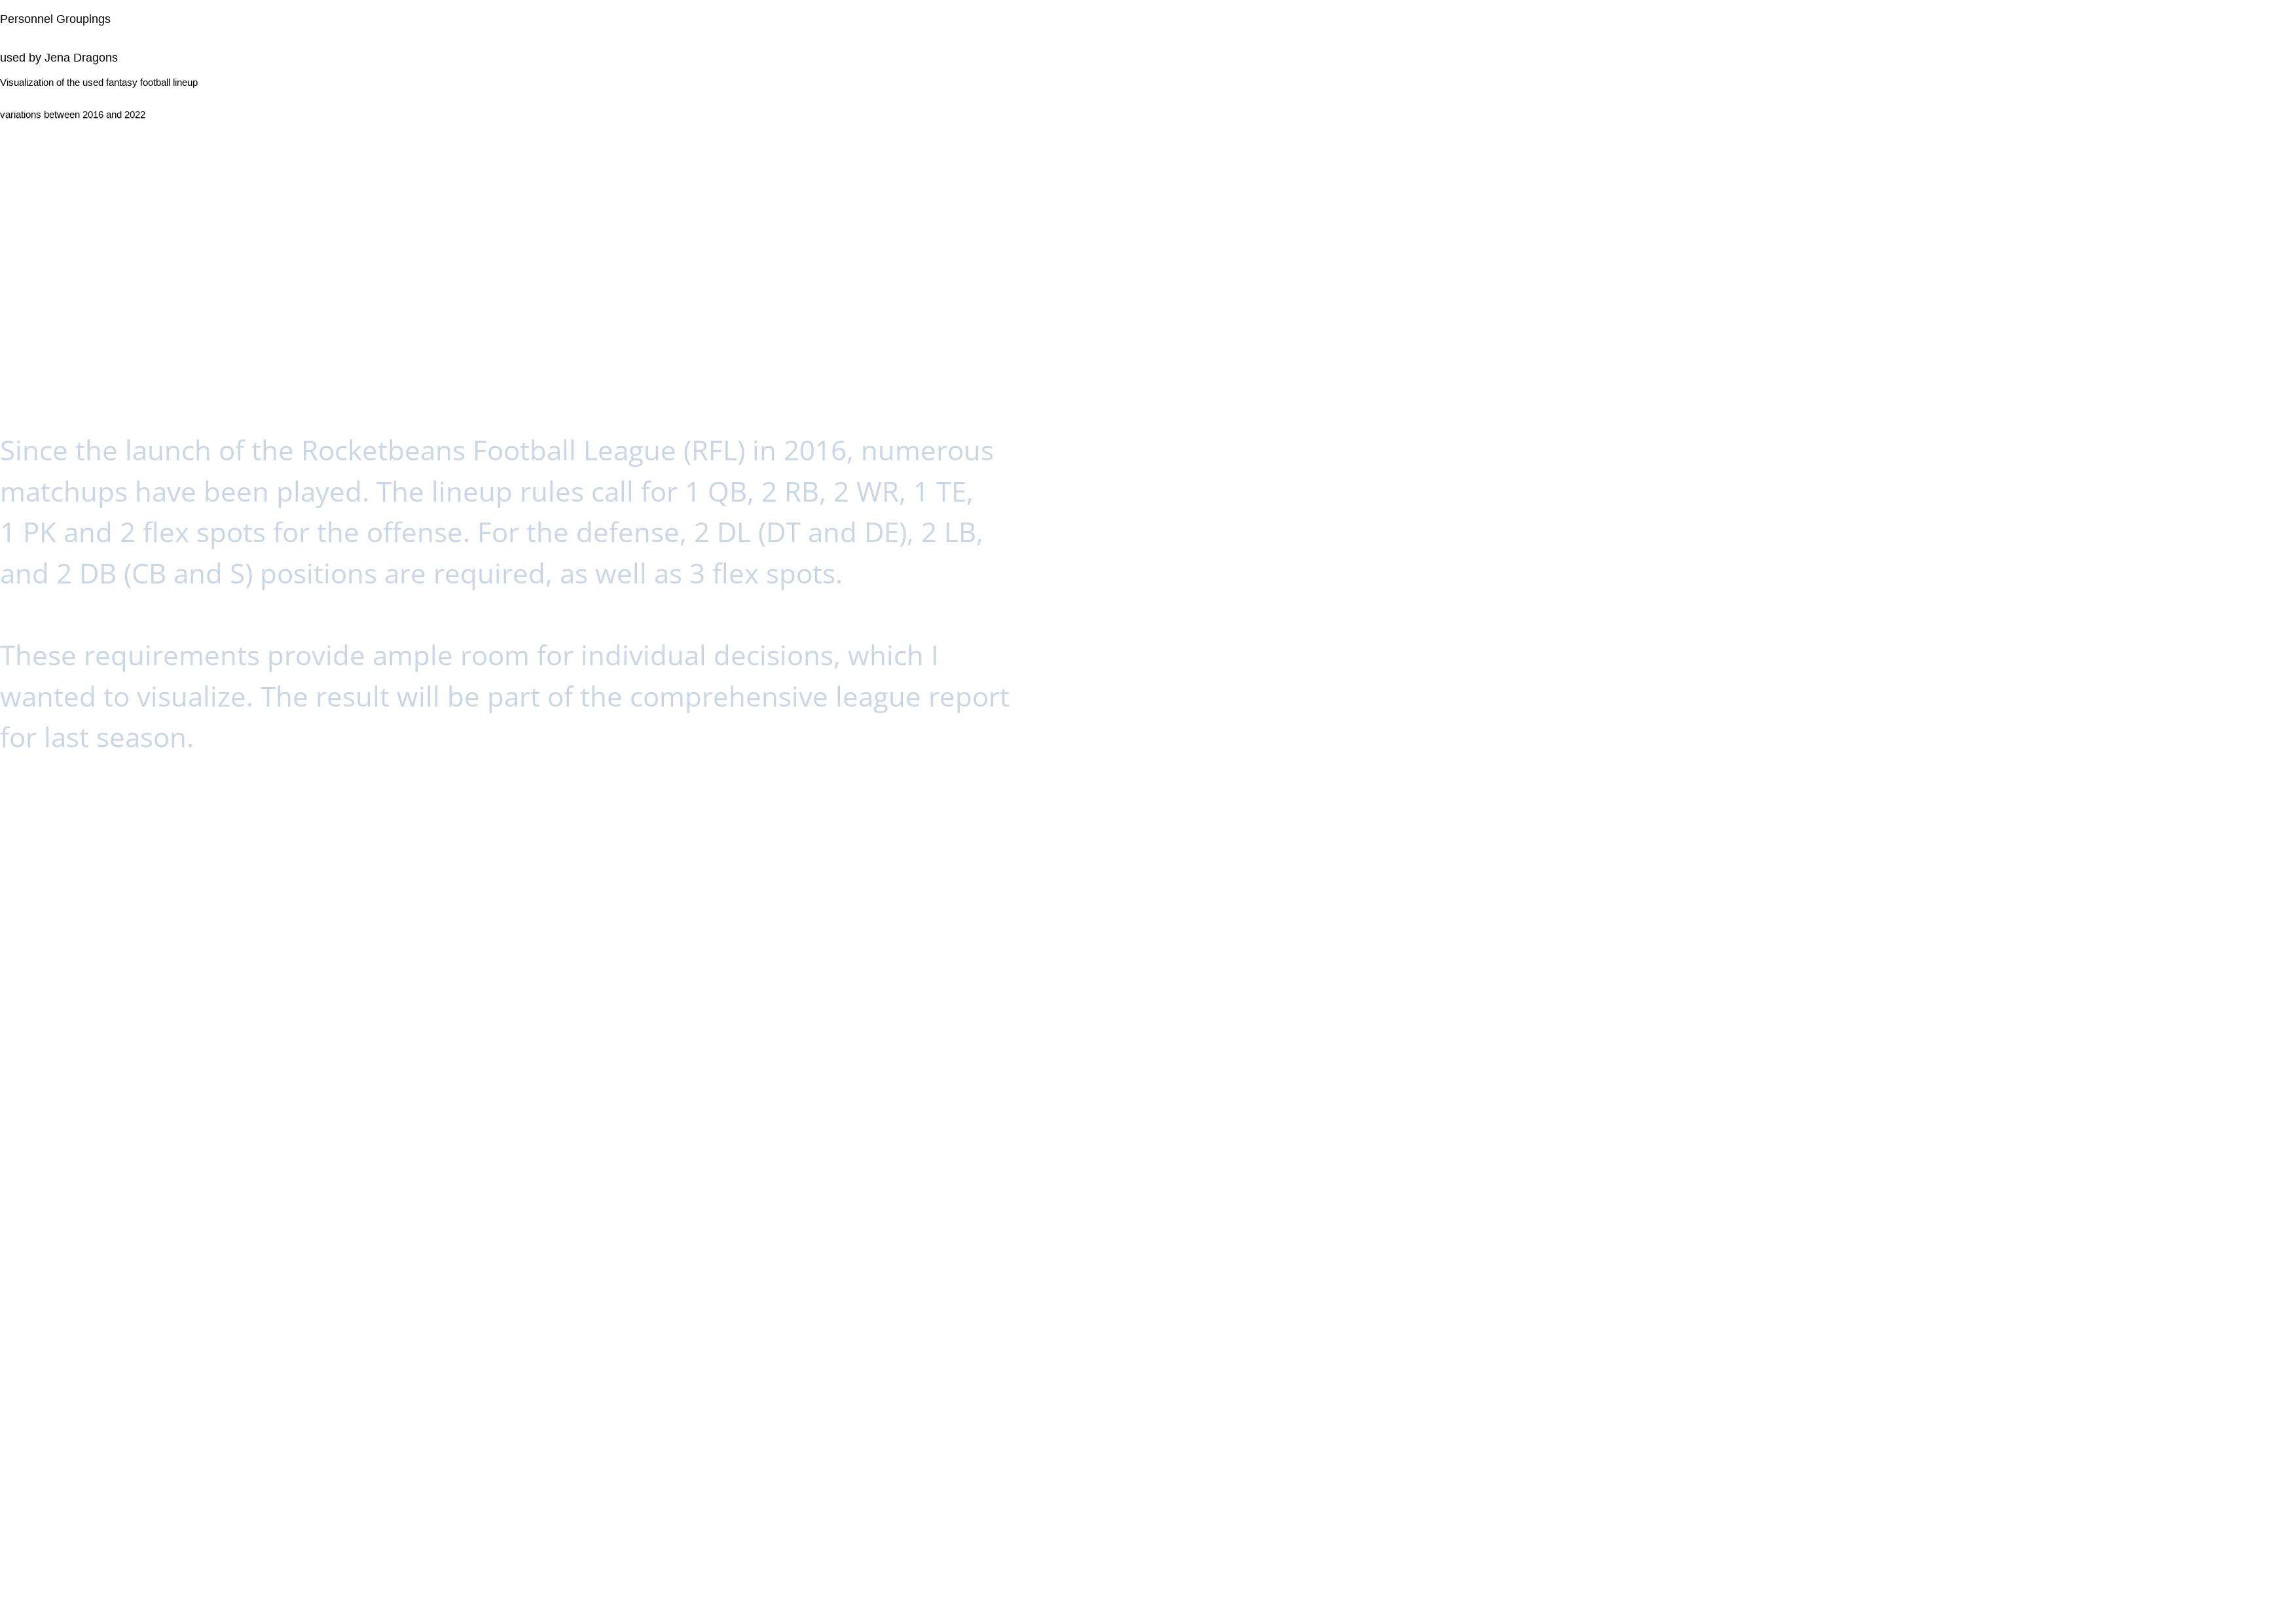 Personnel Groupings
used by Jena Dragons
Visualization of the used fantasy football lineup
variations between 2016 and 2022
Since the launch of the Rocketbeans Football League (RFL) in 2016, numerous
matchups have been played. The lineup rules call for 1 QB, 2 RB, 2 WR, 1 TE,
1 PK and 2 flex spots for the offense. For the defense, 2 DL (DT and DE), 2 LB,
and 2 DB (CB and S) positions are required, as well as 3 flex spots.
These requirements provide ample room for individual decisions, which I
wanted to visualize. The result will be part of the comprehensive league report
for last season.